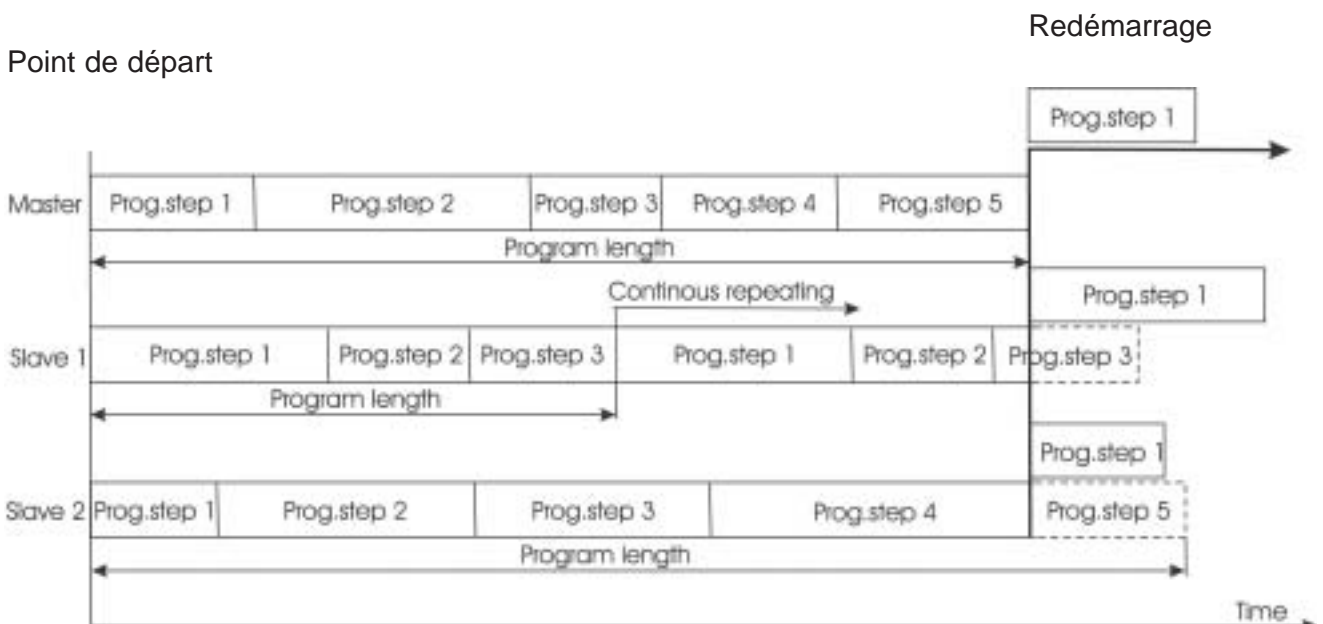 Redémarrage
Point de départ
Prog.step 1
Master Prog.step 1 Prog.step 2 Prog.step 3 Prog.step 4 Prog.step 5
Program length
Continous repeating
Prog.step 1
Slave 1 Prog.step 1 Prog.step 2 Prog.step 3 Prog.step 1 Prog.step 2 Prog.step 3
Program length
Prog.step 1
Slave 2 Prog.step 1 Prog.step 2 Prog.step 3 Prog.step 4 Prog.step 5
Program length
Time